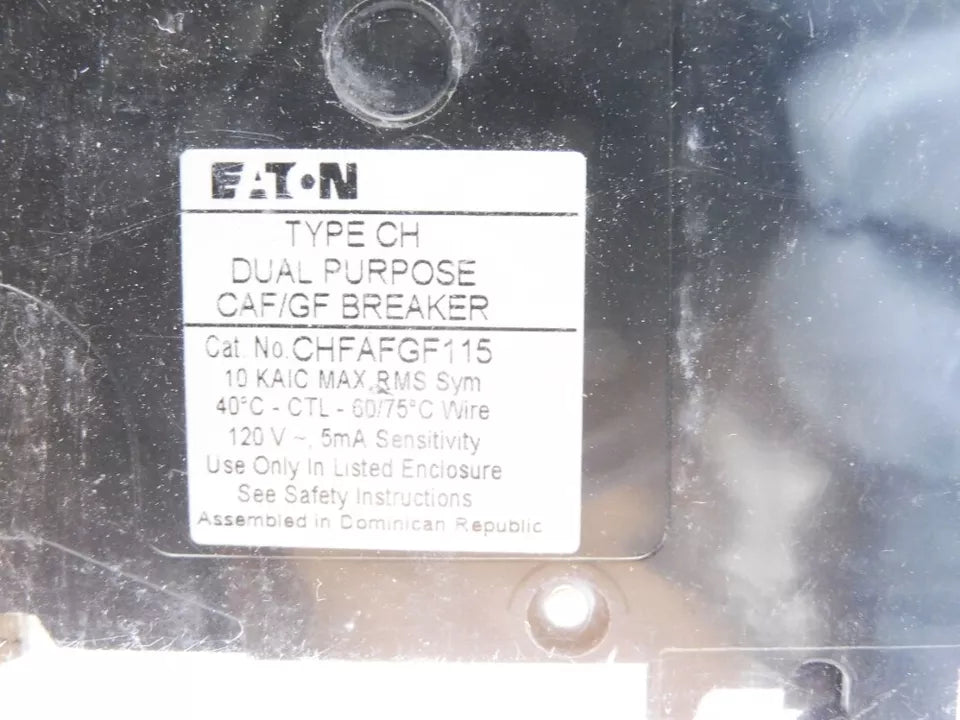 EATON
TYPE CH
DUAL PURPOSE
CAF/GF BREAKER
Cat. No. CHFAFGF115
10 KAIC MAX RMS Sym
40°C - CTL - 60/75°C Wire
120 V ~, 5mA Sensitivity
Use Only In Listed Enclosure
See Safety Instructions
Assembled in Dominican Republic